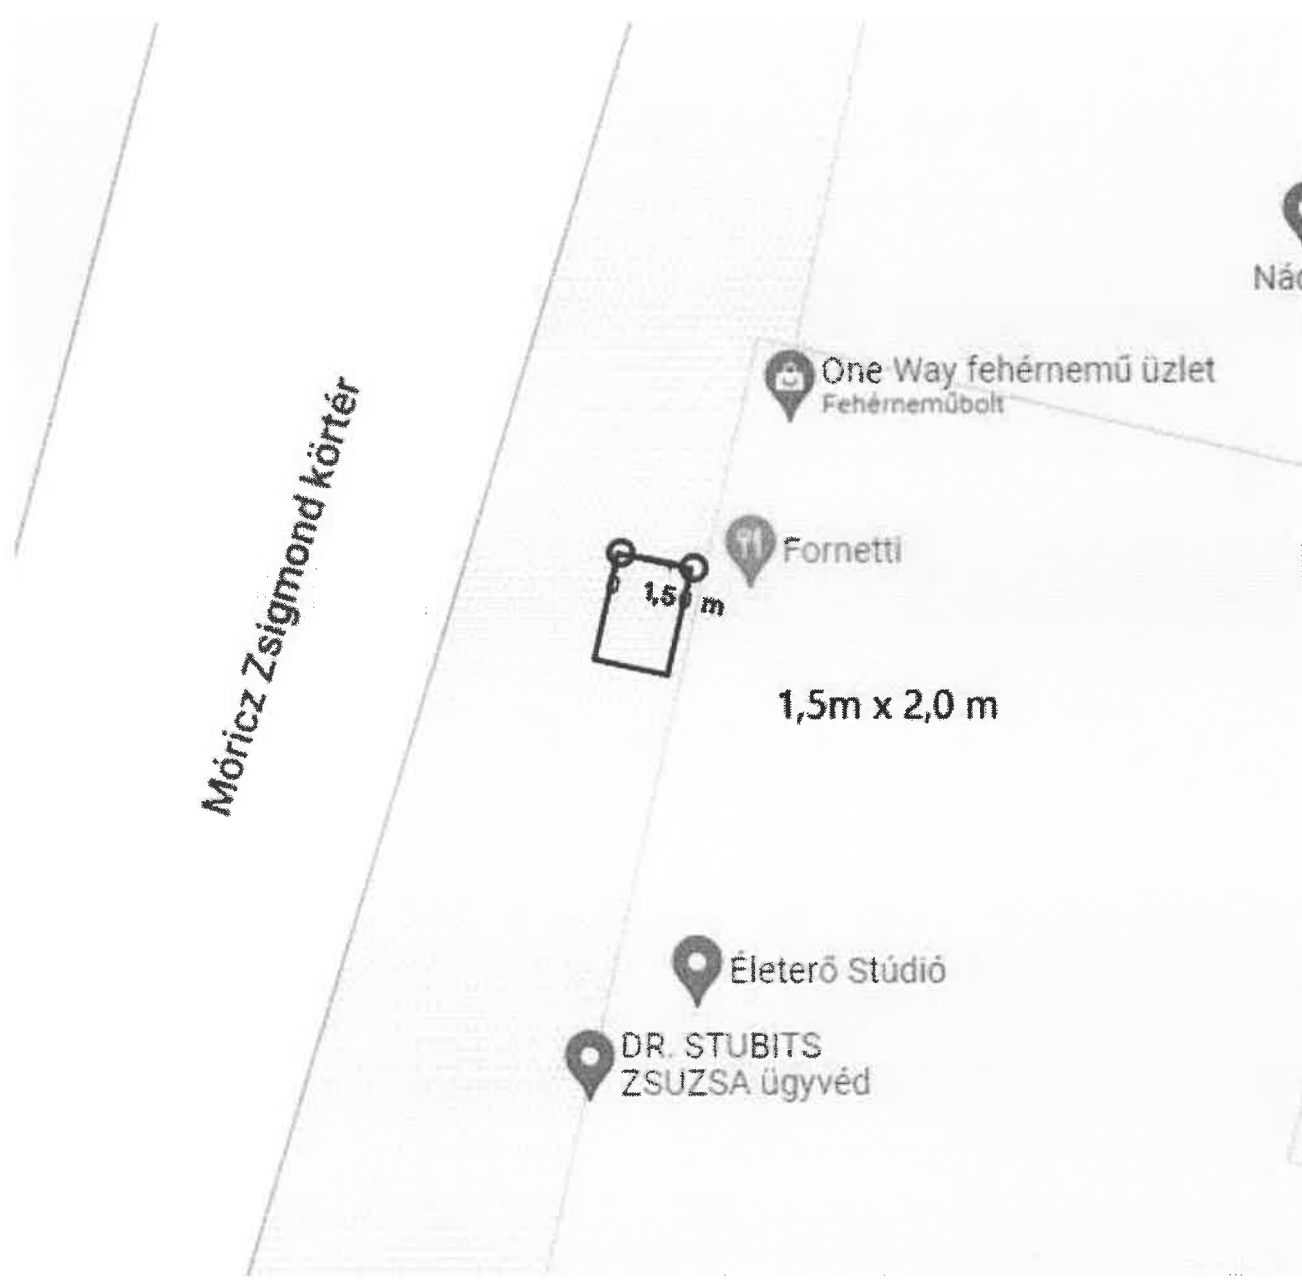 Nác
One Way fehérnemű üzlet
Fehérneműbolt
Móricz Zsigmond körtér
Fornetti
1,5 m
1,5m x 2,0 m
Életerő Stúdió
DR. STUBITS
ZSUZSA ügyvéd